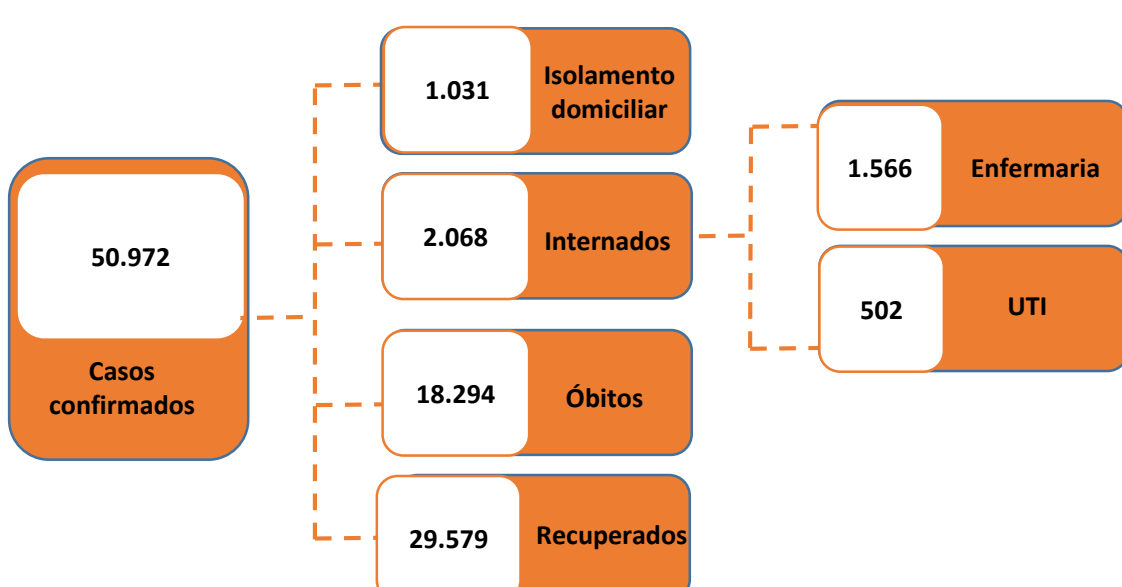 50.972
Casos
confirmados
1.031
Isolamento
domiciliar
2.068
Internados
18.294
Óbitos
29.579
Recuperados
1.566
Enfermaria
502
UTI